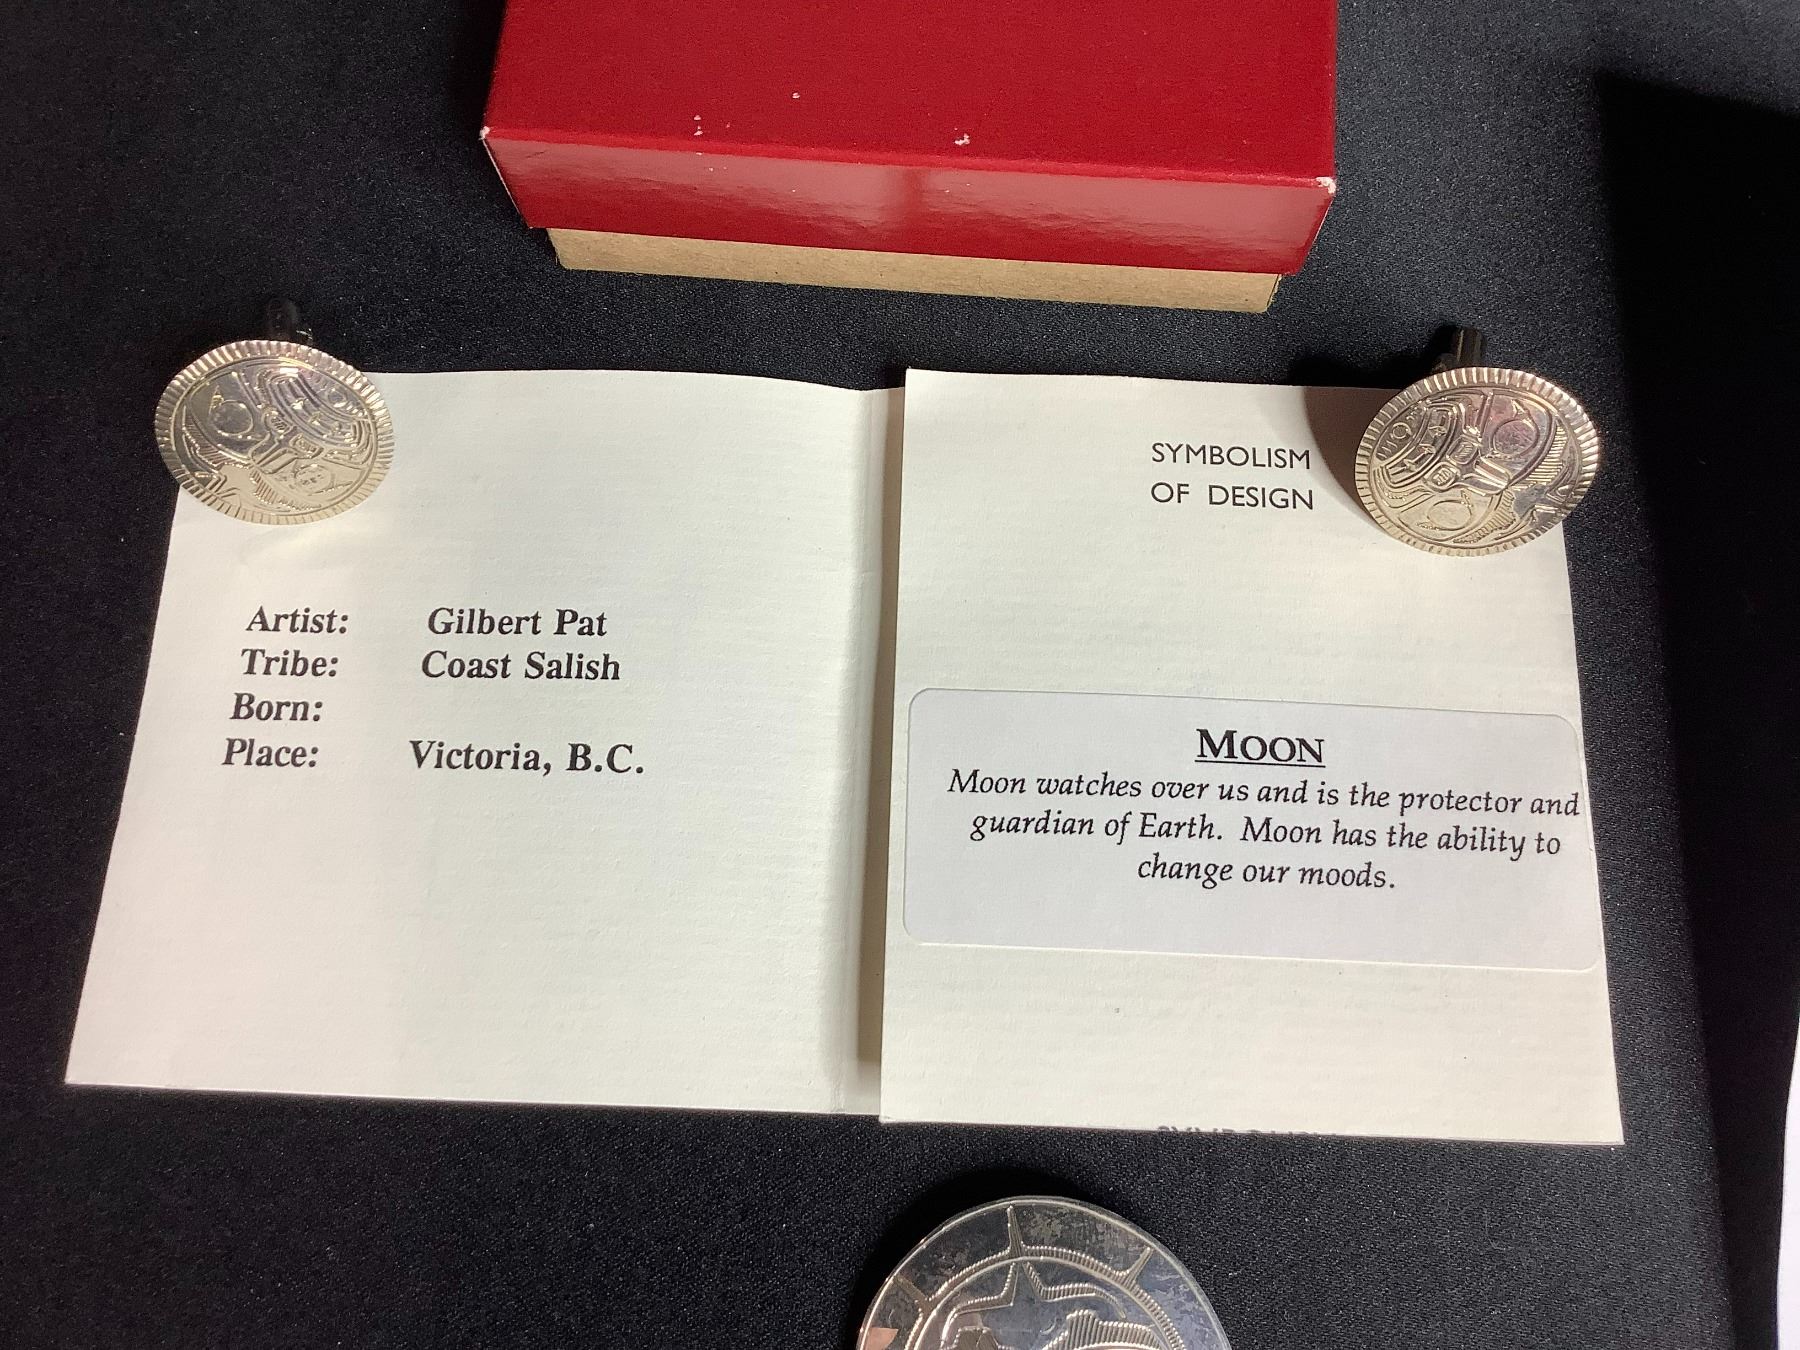 Artist: Gilbert Pat
Tribe: Coast Salish
Born:
Place: Victoria, B.C.
SYMBOLISM
OF DESIGN
MOON
Moon watches over us and is the protector and
guardian of Earth. Moon has the ability to
change our moods.